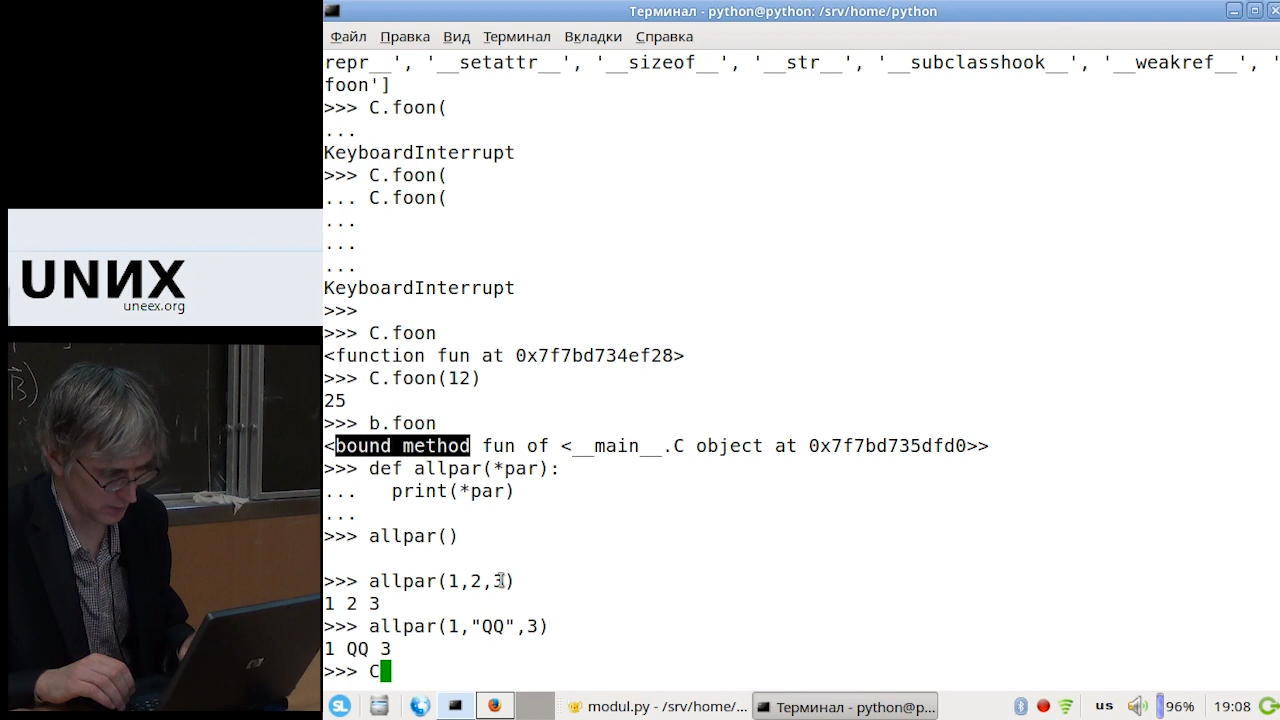 Терминал - python@python: /srv/home/python
Файл Правка Вид Терминал Вкладки Справка
repr__', '__setattr__', '__sizeof__', '__str__', '__subclasshook__', '__weakref__', '
foon']
>>> C.foon(
...
KeyboardInterrupt
>>> C.foon(
... C.foon(
...
...
...
KeyboardInterrupt
>>>
>>> C.foon
<function fun at 0x7f7bd734ef28>
>>> C.foon(12)
25
>>> b.foon
<bound method fun of <__main__.C object at 0x7f7bd735dfd0>>
>>> def allpar(*par):
...   print(*par)
...
>>> allpar()
>>> allpar(1,2,3)
1 2 3
>>> allpar(1,"QQ",3)
1 QQ 3
>>> C
UNИX
uneex.org
SL modul.py - /srv/home/... Терминал - python@p... us 96% 19:08